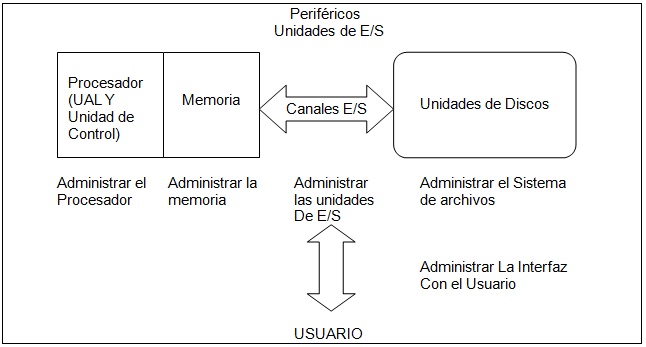 Periféricos
Unidades de E/S
Procesador
(UAL Y
Unidad de
Control)
Memoria
Canales E/S
Unidades de Discos
Administrar el
Procesador
Administrar la
memoria
Administrar
las unidades
De E/S
Administrar el Sistema
de archivos
Administrar La Interfaz
Con el Usuario
USUARIO